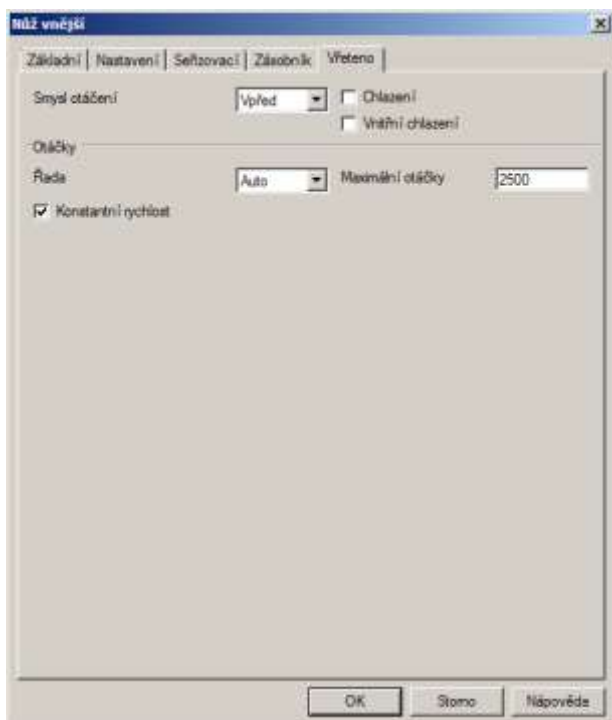 Nůž vnější
Základní Nastavení Seřizovací Zásobník Vřeteno
Smysl otáčení Vpřed Chlazení
Vnitřní chlazení
Otáčky
Řada Auto Maximální otáčky 2500
Konstantní rychlost
OK Storno Nápověda